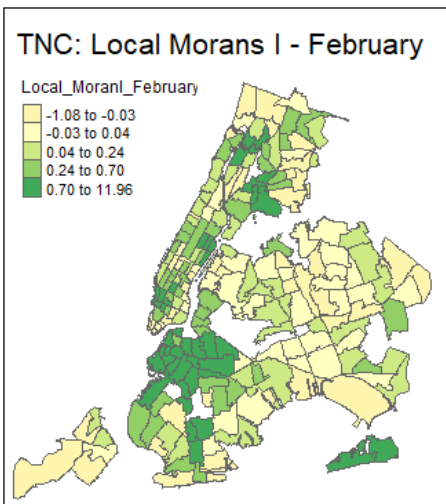 TNC: Local Morans I - February
Local_MoranI_February
-1.08 to -0.03
-0.03 to 0.04
0.04 to 0.24
0.24 to 0.70
0.70 to 11.96